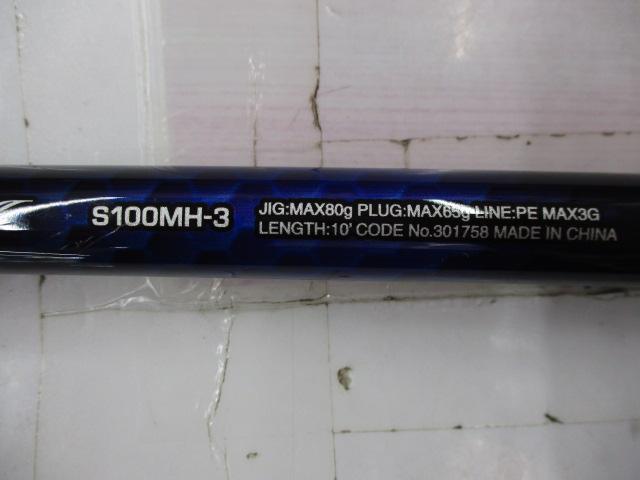 S100MH-3
JIG:MAX80g PLUG:MAX65g LINE:PE MAX3G
LENGTH:10' CODE No.301758 MADE IN CHINA